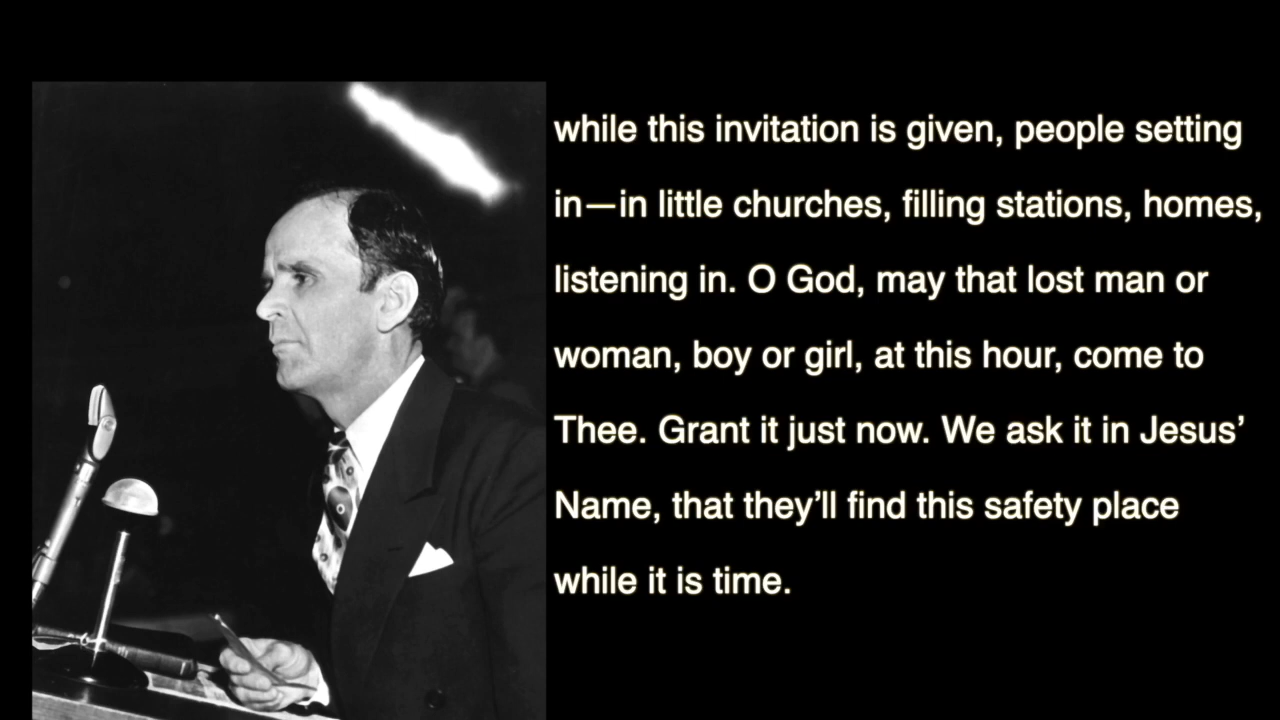 while this invitation is given, people setting
in—in little churches, filling stations, homes,
listening in. O God, may that lost man or
woman, boy or girl, at this hour, come to
Thee. Grant it just now. We ask it in Jesus’
Name, that they’ll find this safety place
while it is time.